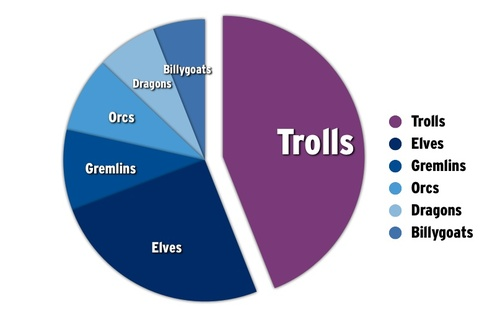 Billygoats
Dragons
Orcs
Gremlins
Elves
Trolls
Trolls
Elves
Gremlins
Orcs
Dragons
Billygoats